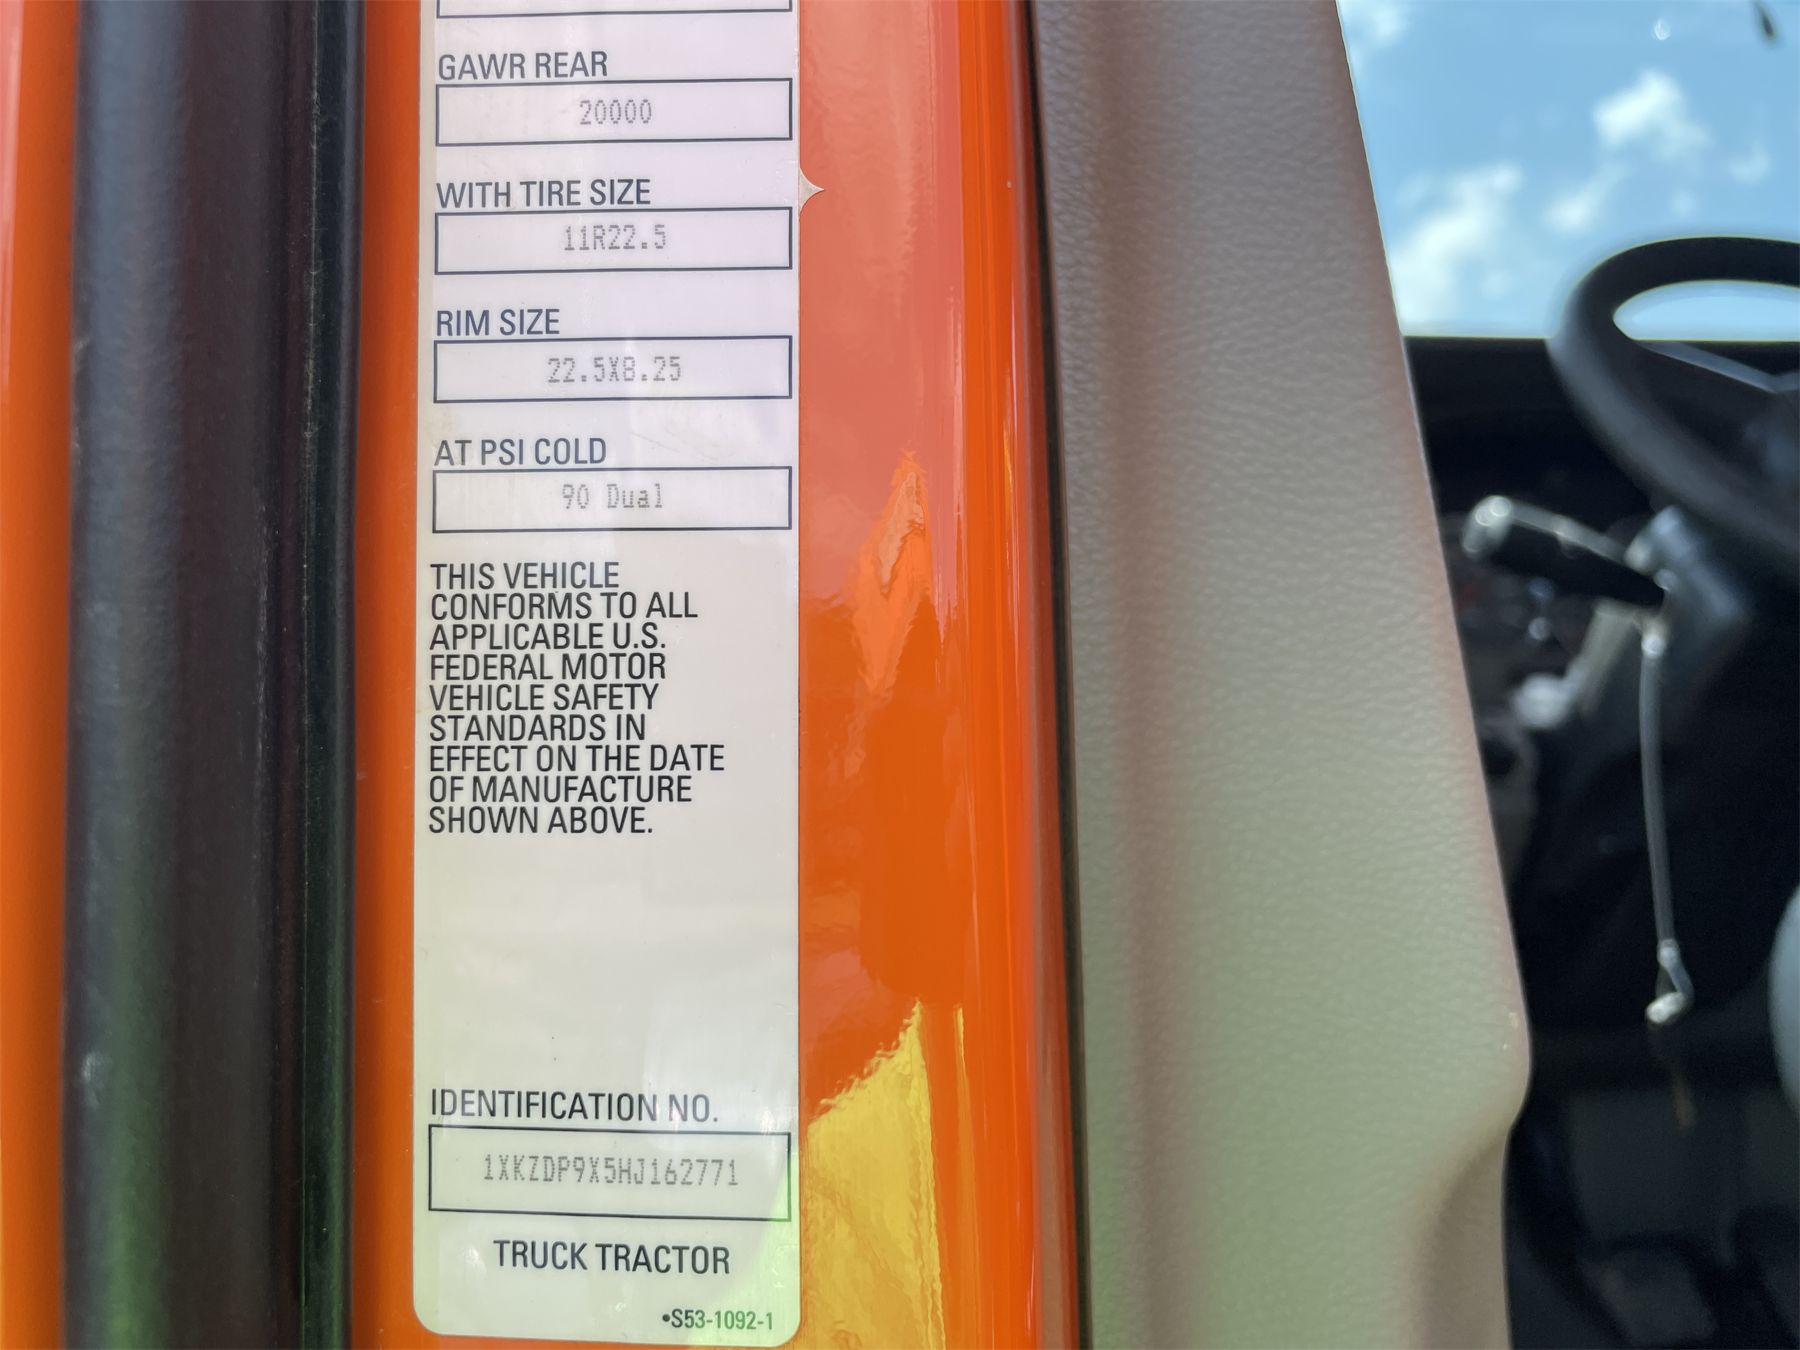 GAWR REAR
20000
WITH TIRE SIZE
11R22.5
RIM SIZE
22.5X8.25
AT PSI COLD
90 Dual
THIS VEHICLE
CONFORMS TO ALL
APPLICABLE U.S.
FEDERAL MOTOR
VEHICLE SAFETY
STANDARDS IN
EFFECT ON THE DATE
OF MANUFACTURE
SHOWN ABOVE.
IDENTIFICATION NO.
1XKZDP9X5HJ162771
TRUCK TRACTOR
•S53-1092-1